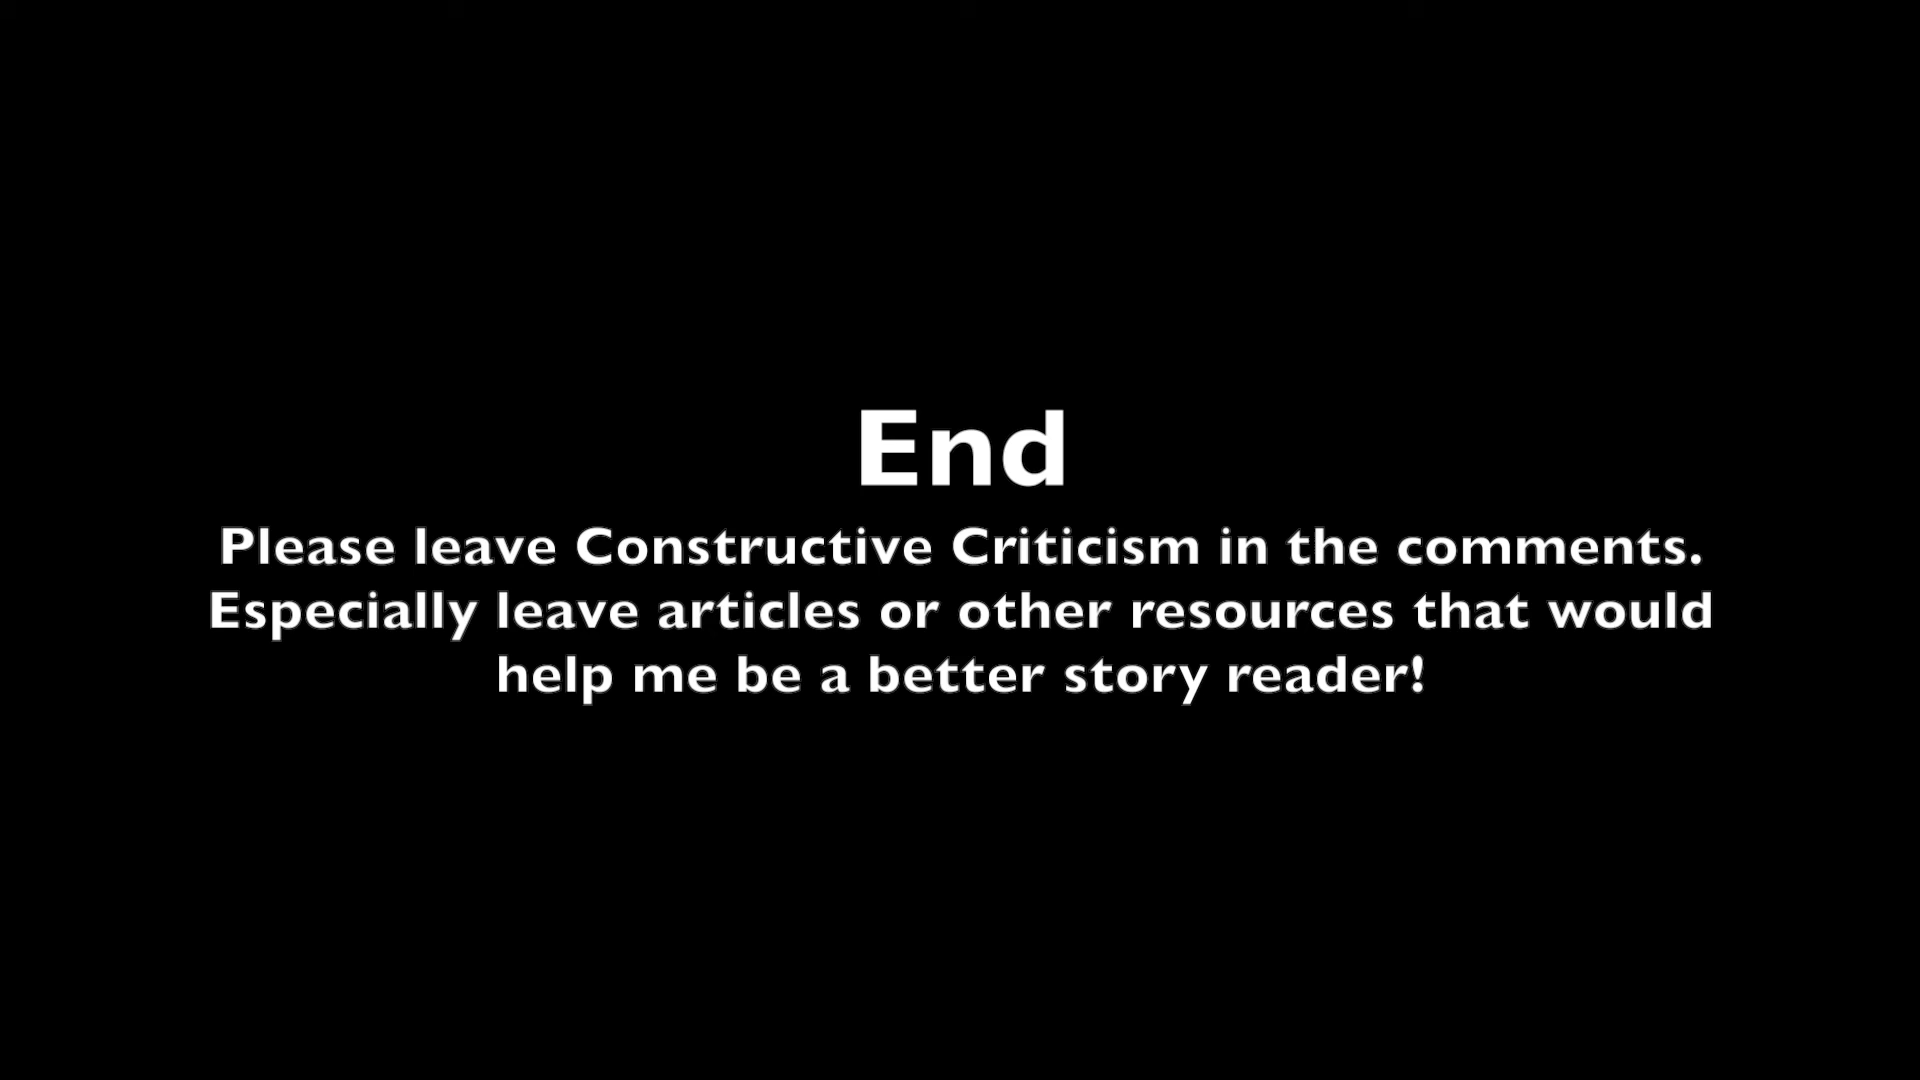 End
Please leave Constructive Criticism in the comments.
Especially leave articles or other resources that would
help me be a better story reader!